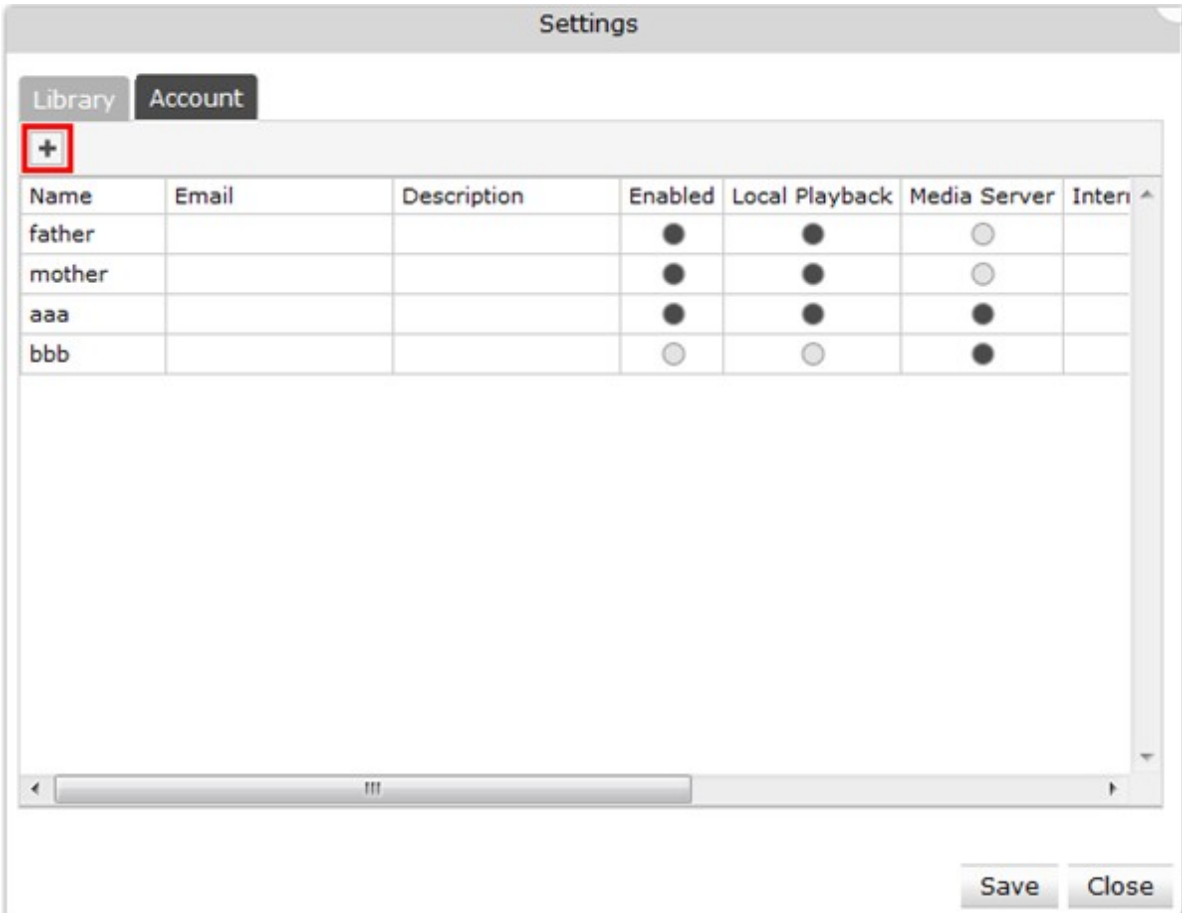 Settings
Library Account
+
Name Email Description Enabled Local Playback Media Server
father
mother
aaa
bbb
Save Close